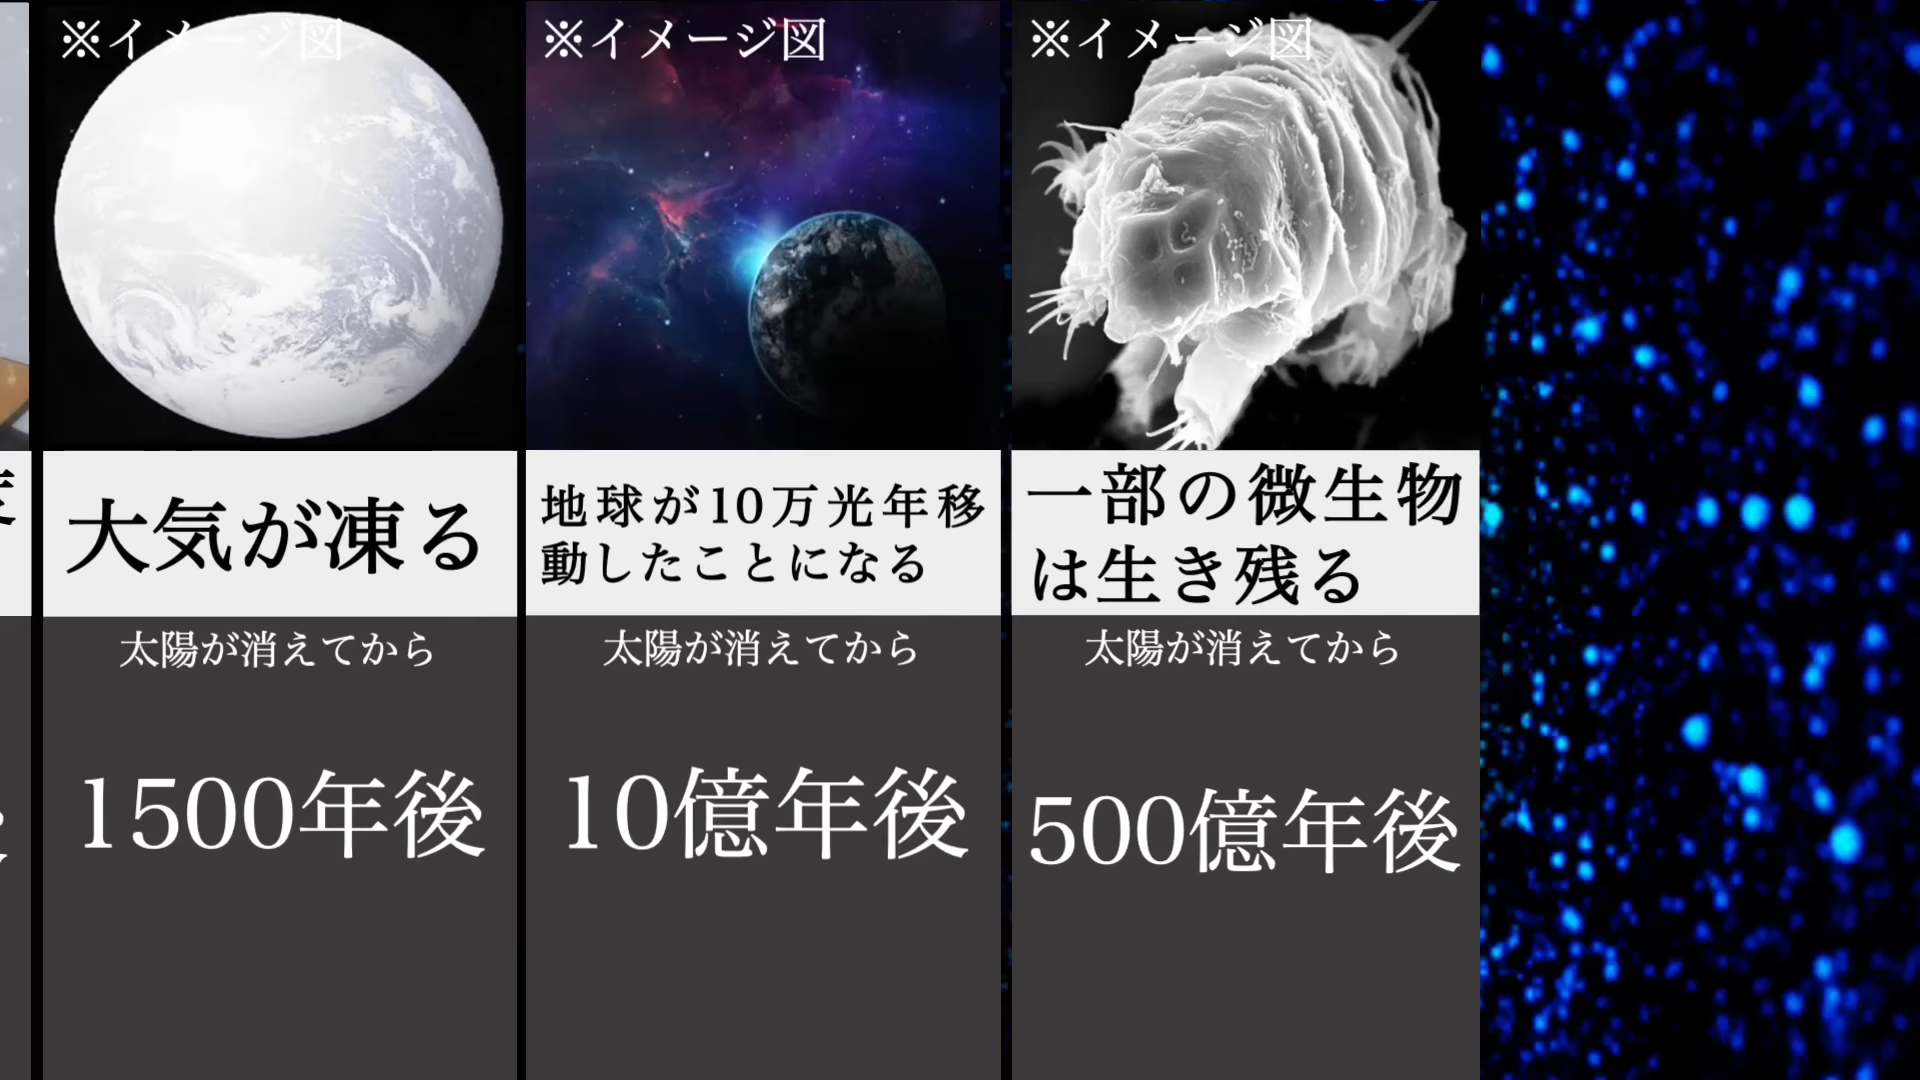 ※イメージ図
大気が凍る
太陽が消えてから
1500年後
※イメージ図
地球が10万光年移
動したことになる
太陽が消えてから
10億年後
※イメージ図
一部の微生物
は生き残る
太陽が消えてから
500億年後